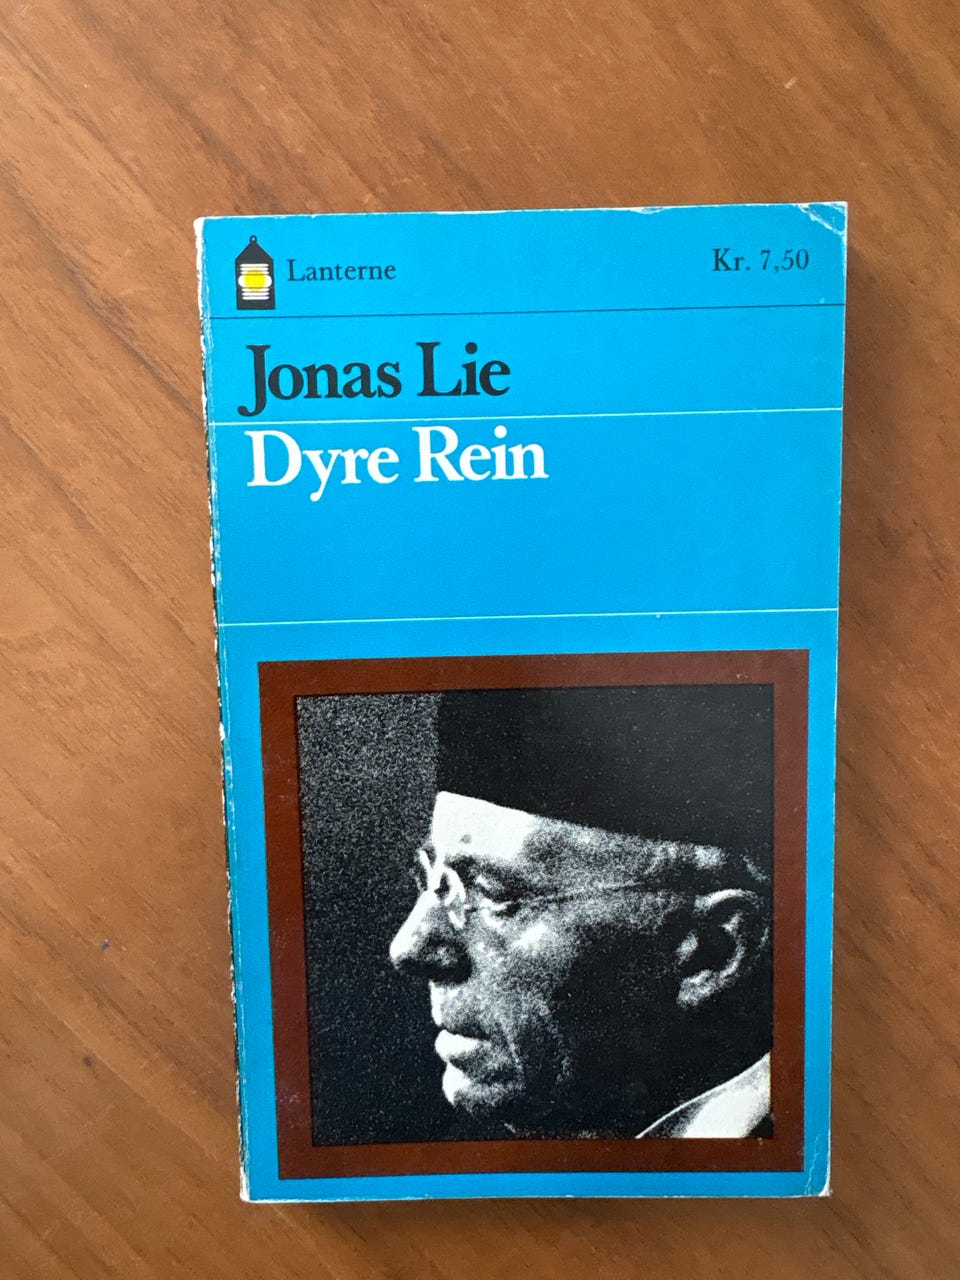 Lanterne
Kr. 7,50
Jonas Lie
Dyre Rein